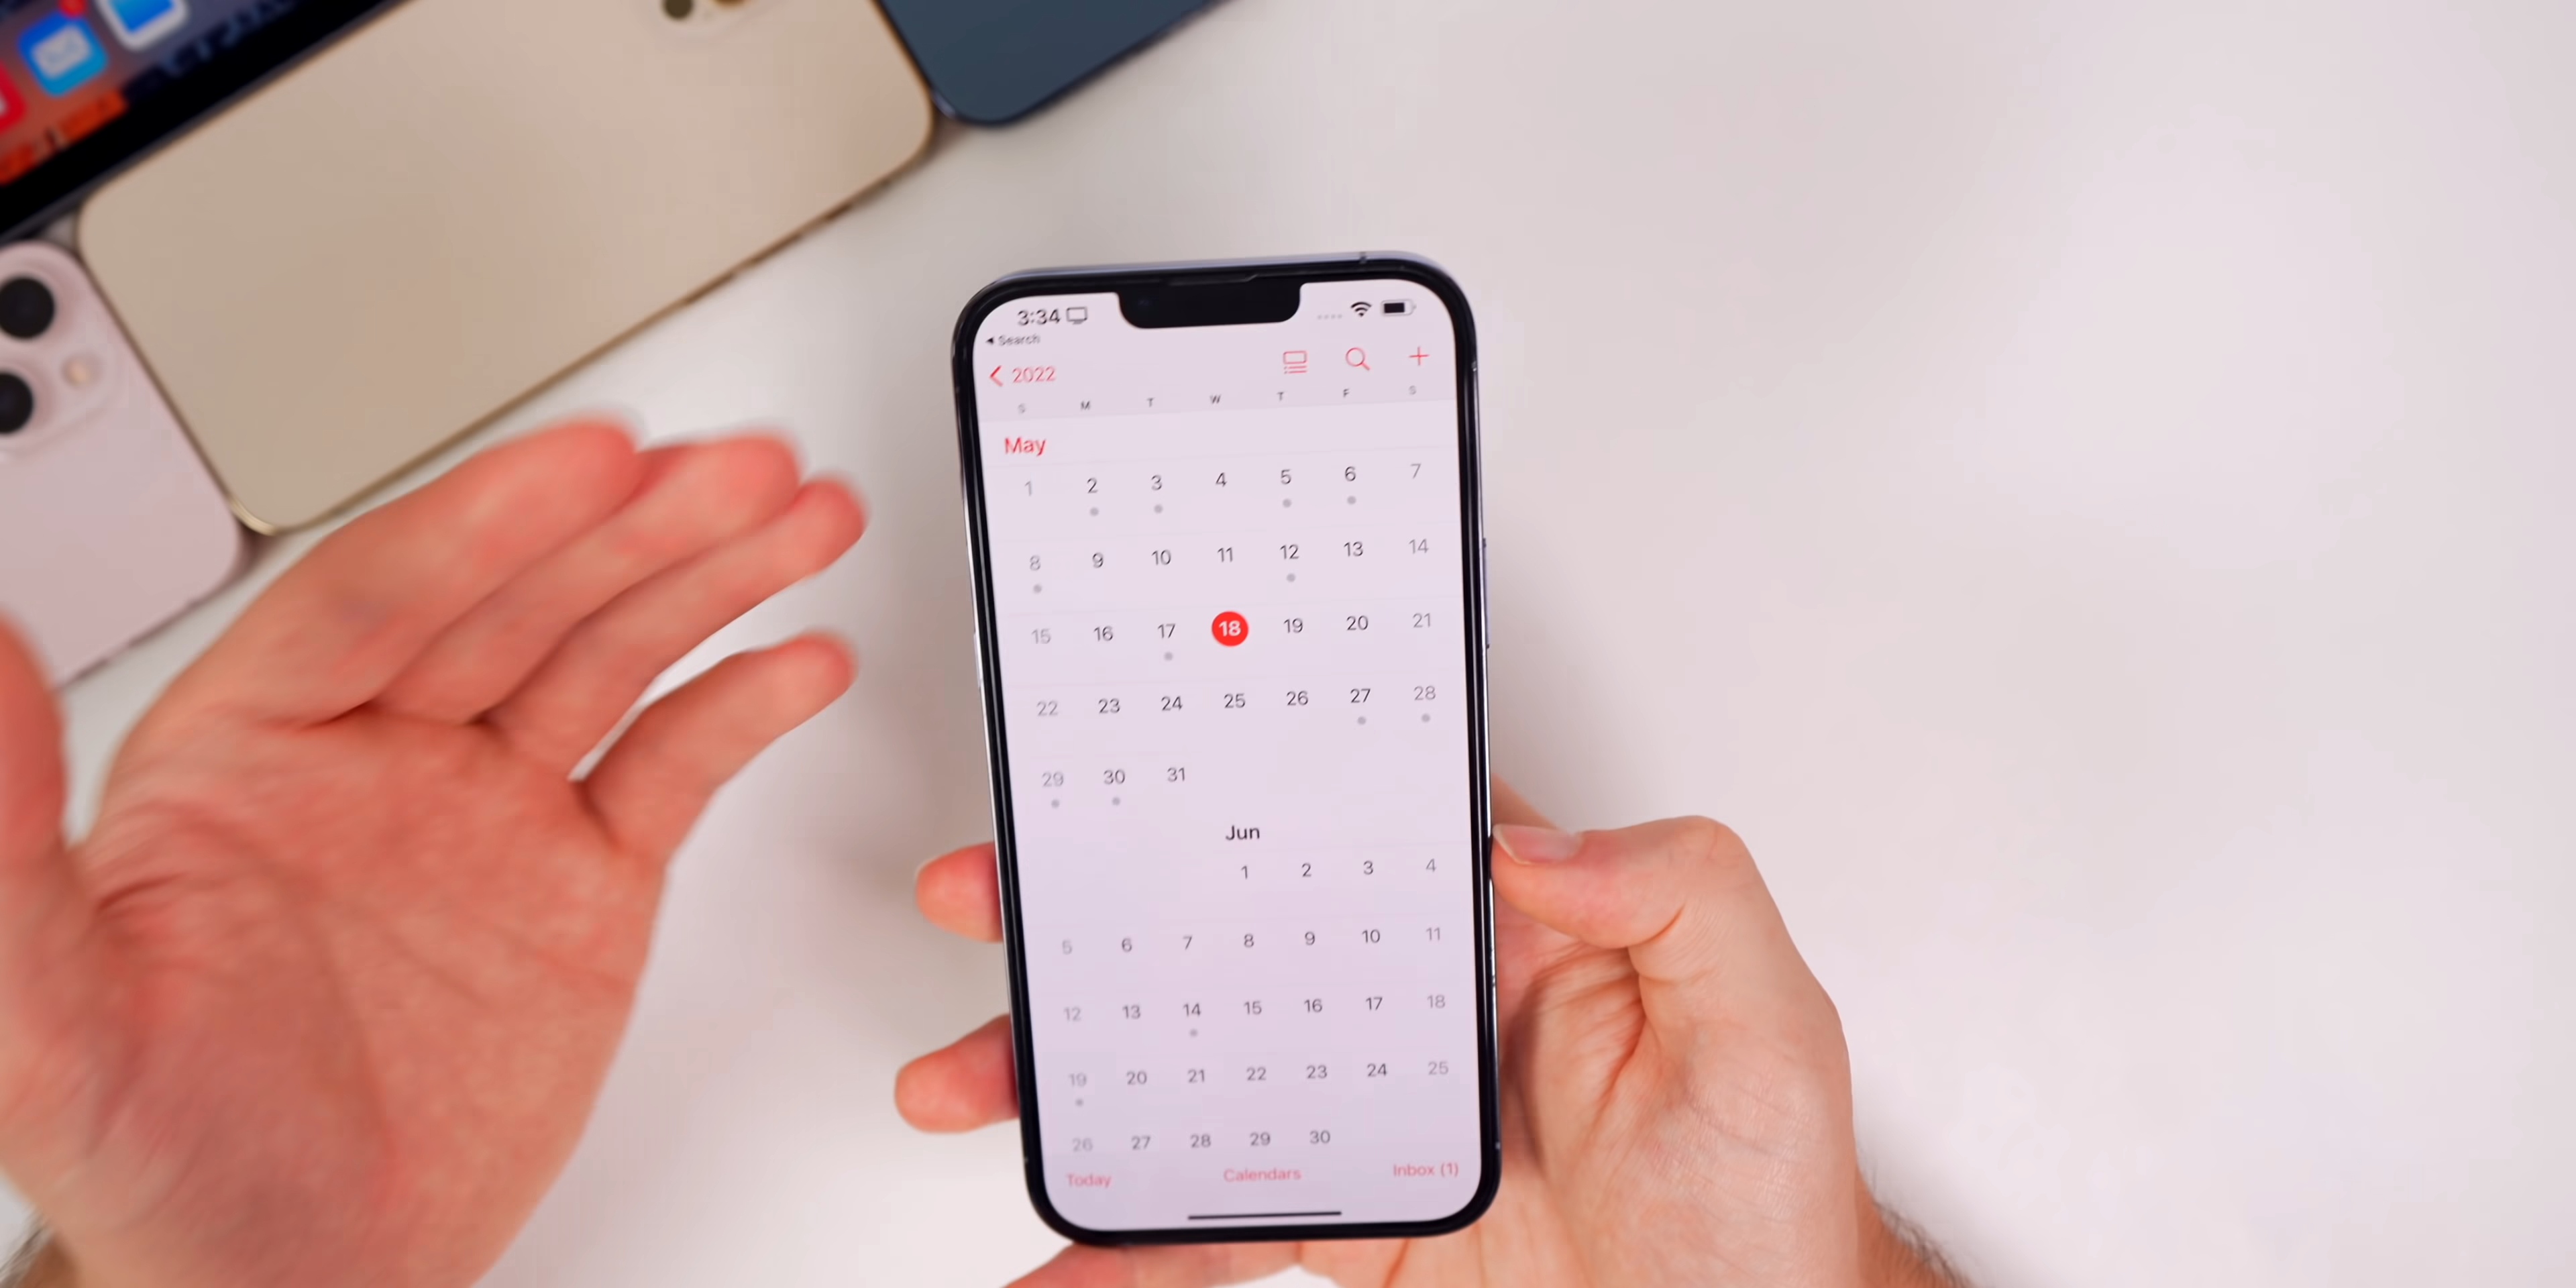 3:34
◀ Search
2022
S M T W T F S
May
1 2 3 4 5 6 7
8 9 10 11 12 13 14
15 16 17 18 19 20 21
22 23 24 25 26 27 28
29 30 31
Jun
1 2 3 4
5 6 7 8 9 10 11
12 13 14 15 16 17 18
19 20 21 22 23 24 25
26 27 28 29 30
Today Calendars Inbox (1)